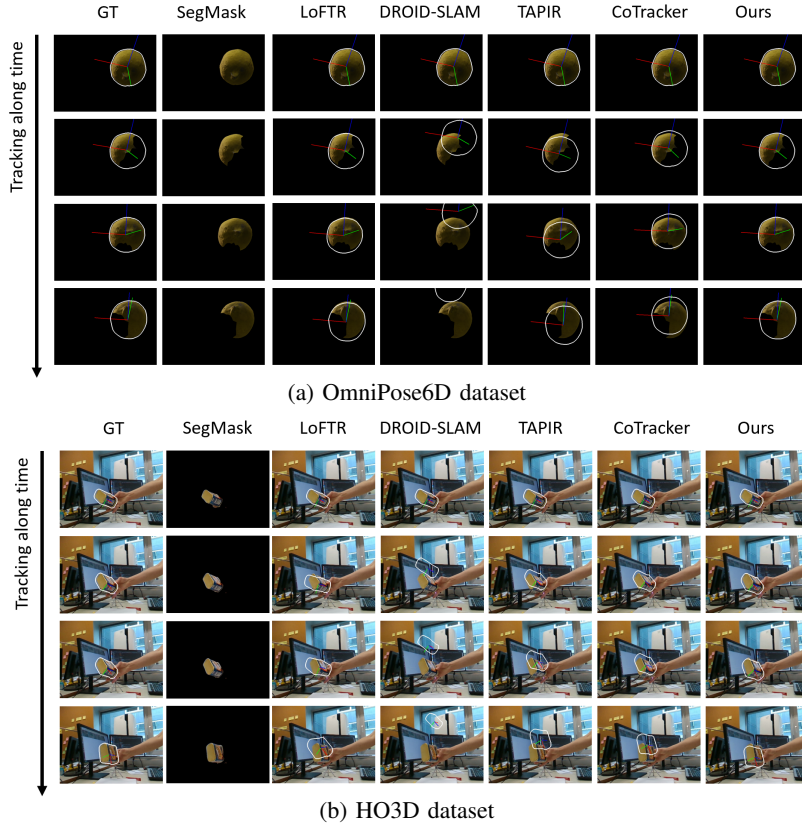 GT SegMask LoFTR DROID-SLAM TAPIR CoTracker Ours
Tracking along time
(a) OmniPose6D dataset
GT SegMask LoFTR DROID-SLAM TAPIR CoTracker Ours
Tracking along time
(b) HO3D dataset